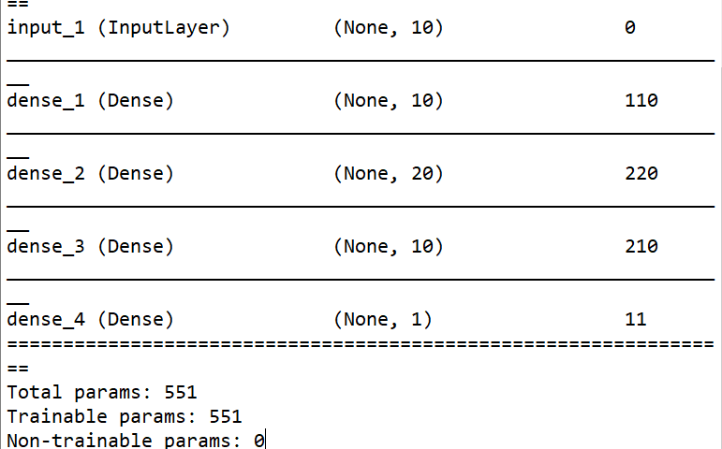 ==
input_1 (InputLayer)          (None, 10)                0
_________________________________________________________________
__
dense_1 (Dense)               (None, 10)                110
_________________________________________________________________
__
dense_2 (Dense)               (None, 20)                220
_________________________________________________________________
__
dense_3 (Dense)               (None, 10)                210
_________________________________________________________________
__
dense_4 (Dense)               (None, 1)                 11
=================================================================
==
Total params: 551
Trainable params: 551
Non-trainable params: 0